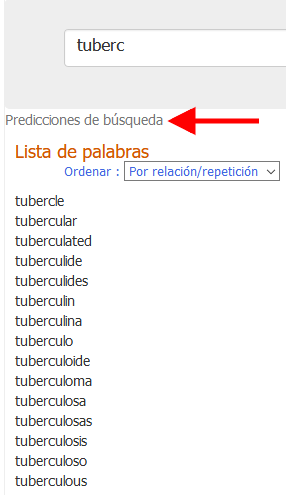 tuberc
Predicciones de búsqueda
Lista de palabras
Ordenar : Por relación/repetición
tubercle
tubercular
tuberculated
tuberculide
tuberculides
tuberculin
tuberculina
tuberculo
tuberculoide
tuberculoma
tuberculosa
tuberculosas
tuberculosis
tuberculoso
tuberculous